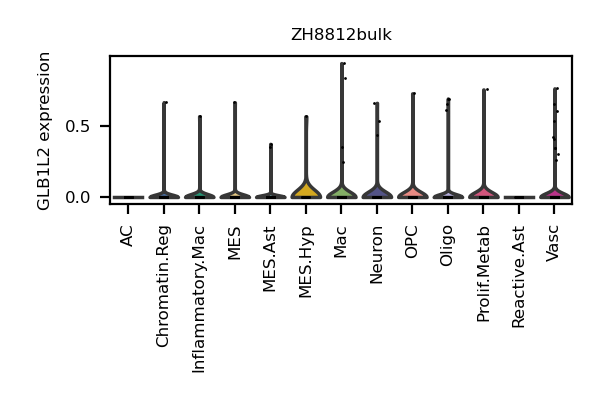 ZH8812bulk
GLB1L2 expression
0.5
0.0
AC
Chromatin.Reg
Inflammatory.Mac
MES
MES.Ast
MES.Hyp
Mac
Neuron
OPC
Oligo
Prolif.Metab
Reactive.Ast
Vasc